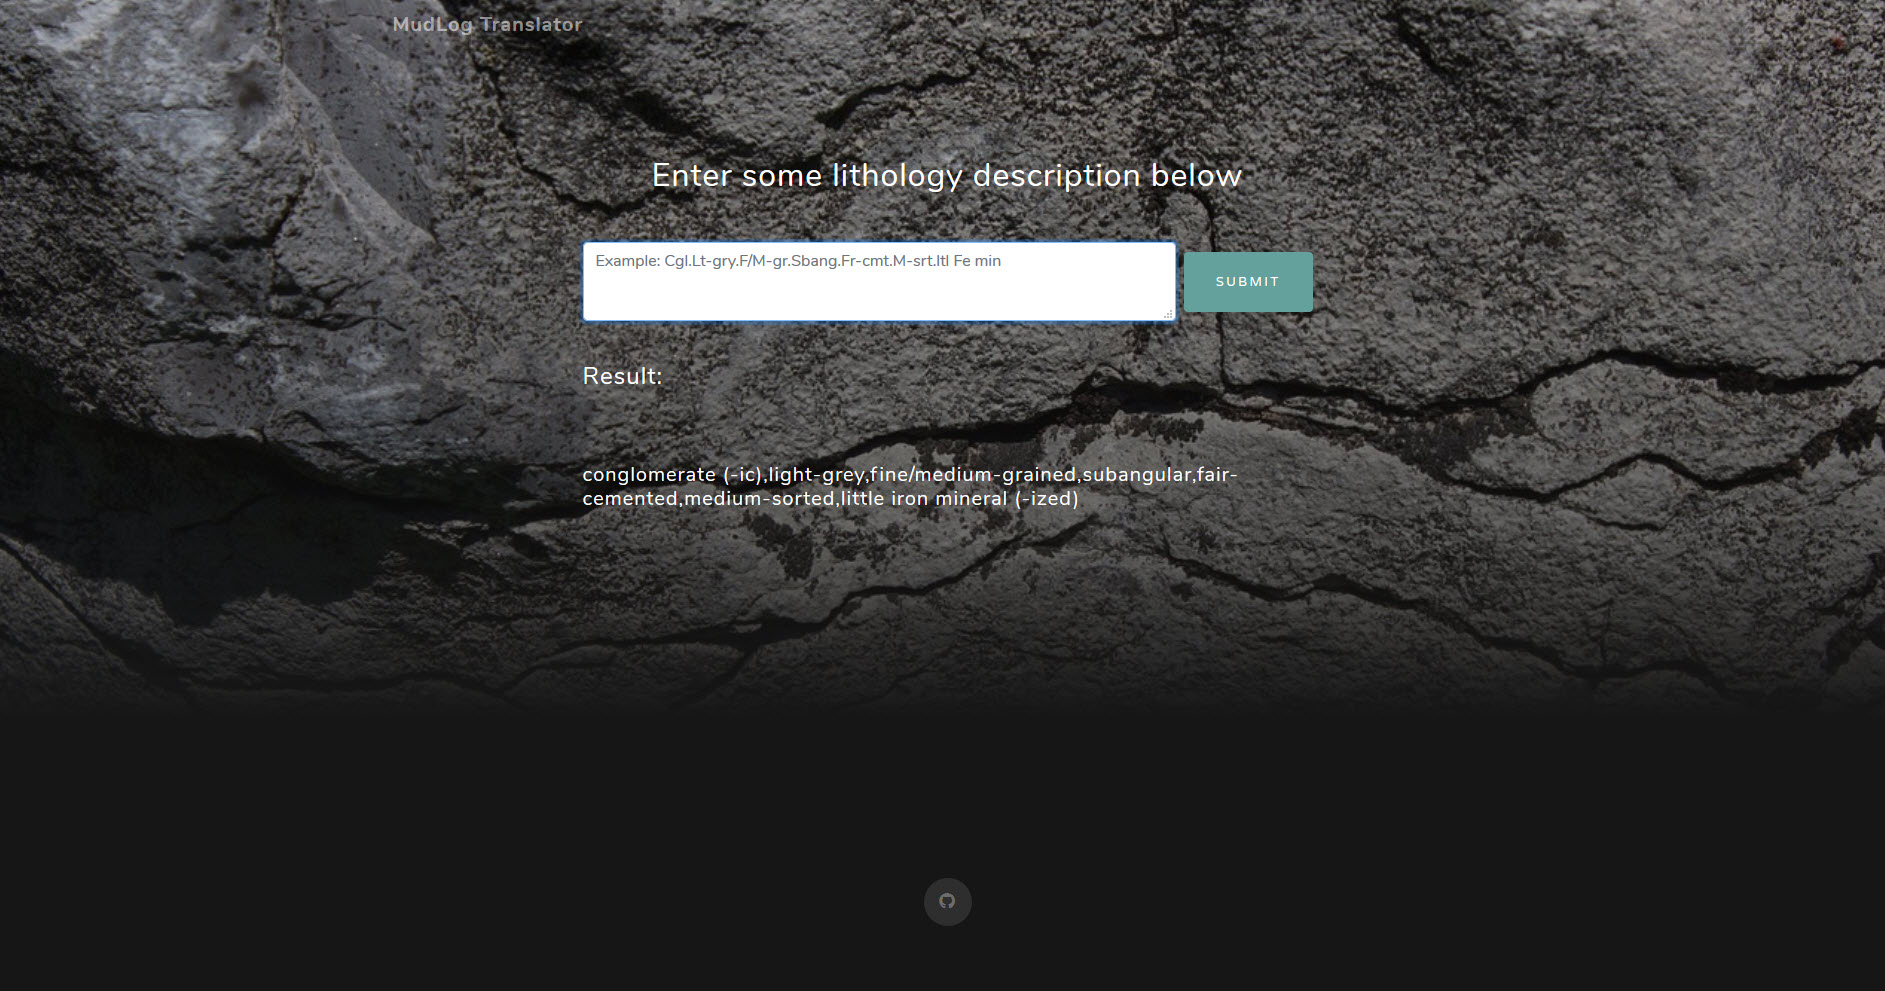 MudLog Translator
Enter some lithology description below
Example: Cgl.Lt-gry.F/M-gr.Sbang.Fr-cmt.M-srt.ltl Fe min
SUBMIT
Result:
conglomerate (-ic),light-grey,fine/medium-grained,subangular,fair-
cemented,medium-sorted,little iron mineral (-ized)